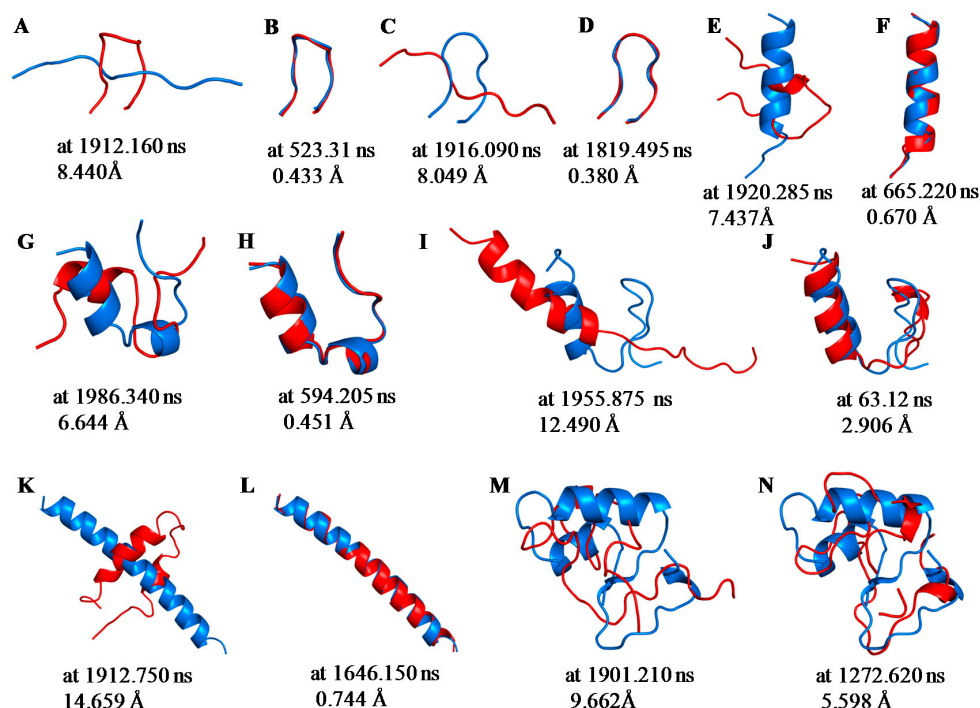 A B C D E F
at 1912.160 ns at 523.31 ns at 1916.090 ns at 1819.495 ns at 1920.285 ns at 665.220 ns
8.440Å 0.433 Å 8.049 Å 0.380 Å 7.437Å 0.670 Å
G H I J
at 1986.340 ns at 594.205 ns at 1955.875 ns at 63.12 ns
6.644 Å 0.451 Å 12.490 Å 2.906 Å
K L M N
at 1912.750 ns at 1646.150 ns at 1901.210 ns at 1272.620 ns
14.659 Å 0.744 Å 9.662Å 5.598 Å